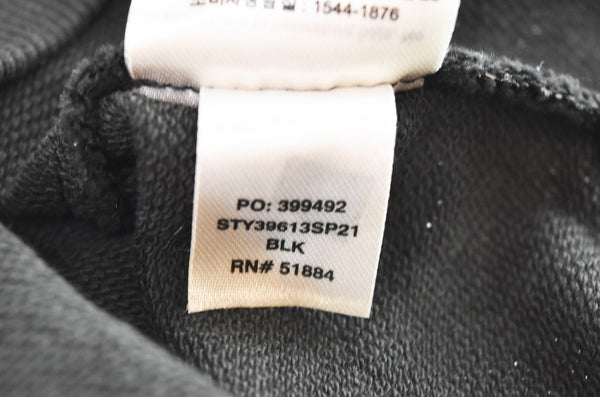 : 1544-1876
PO: 399492
STY39613SP21
BLK
RN# 51884